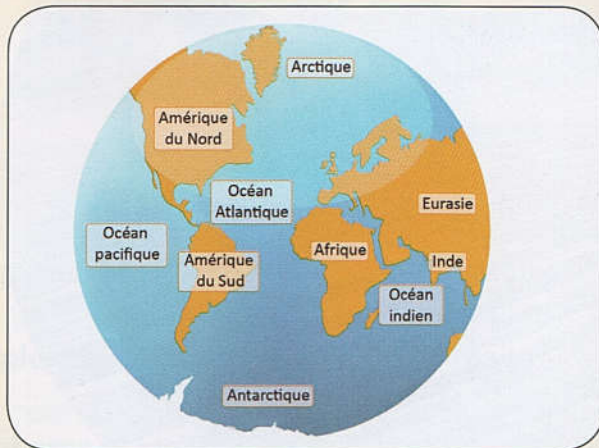 Arctique
Amérique
du Nord
Océan
Atlantique
Eurasie
Océan
pacifique
Afrique
Inde
Amérique
du Sud
Océan
indien
Antarctique